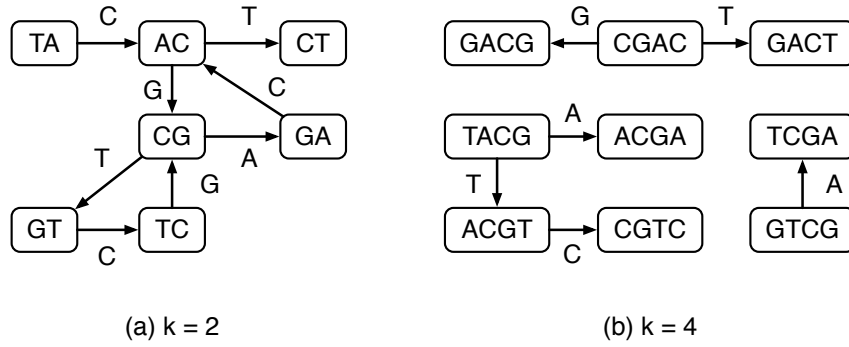 C T G T
TA AC CT GACG CGAC GACT
G C
A
CG GA TACG ACGA TCGA
T A T A
G
GT TC ACGT CGTC GTCG
C C
(a) k = 2 (b) k = 4